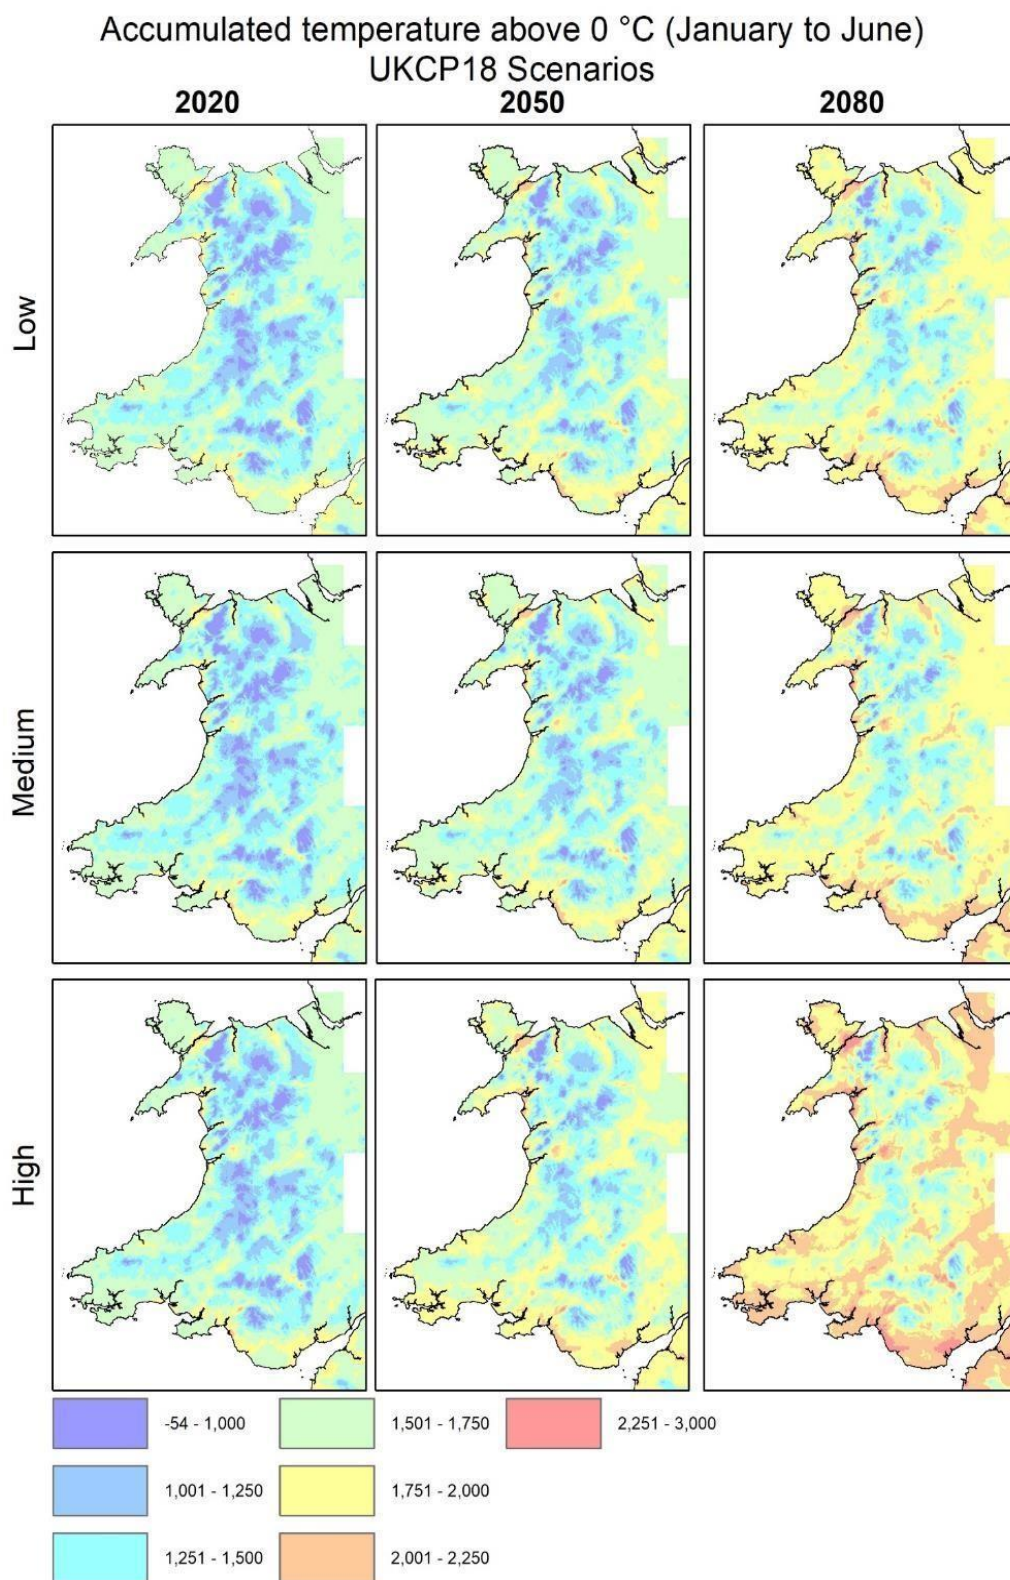 Accumulated temperature above 0 °C (January to June)
UKCP18 Scenarios
2020 2050 2080
Low
Medium
High
-54 - 1,000 1,501 - 1,750 2,251 - 3,000
1,001 - 1,250 1,751 - 2,000
1,251 - 1,500 2,001 - 2,250